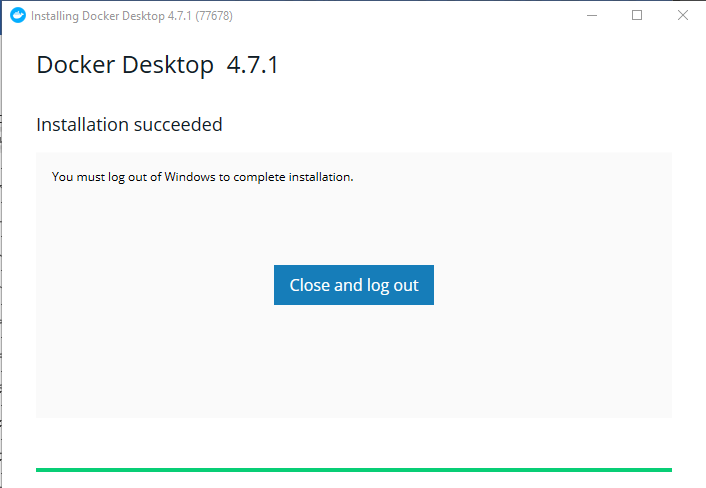 Installing Docker Desktop 4.7.1 (77678)
Docker Desktop 4.7.1
Installation succeeded
You must log out of Windows to complete installation.
Close and log out